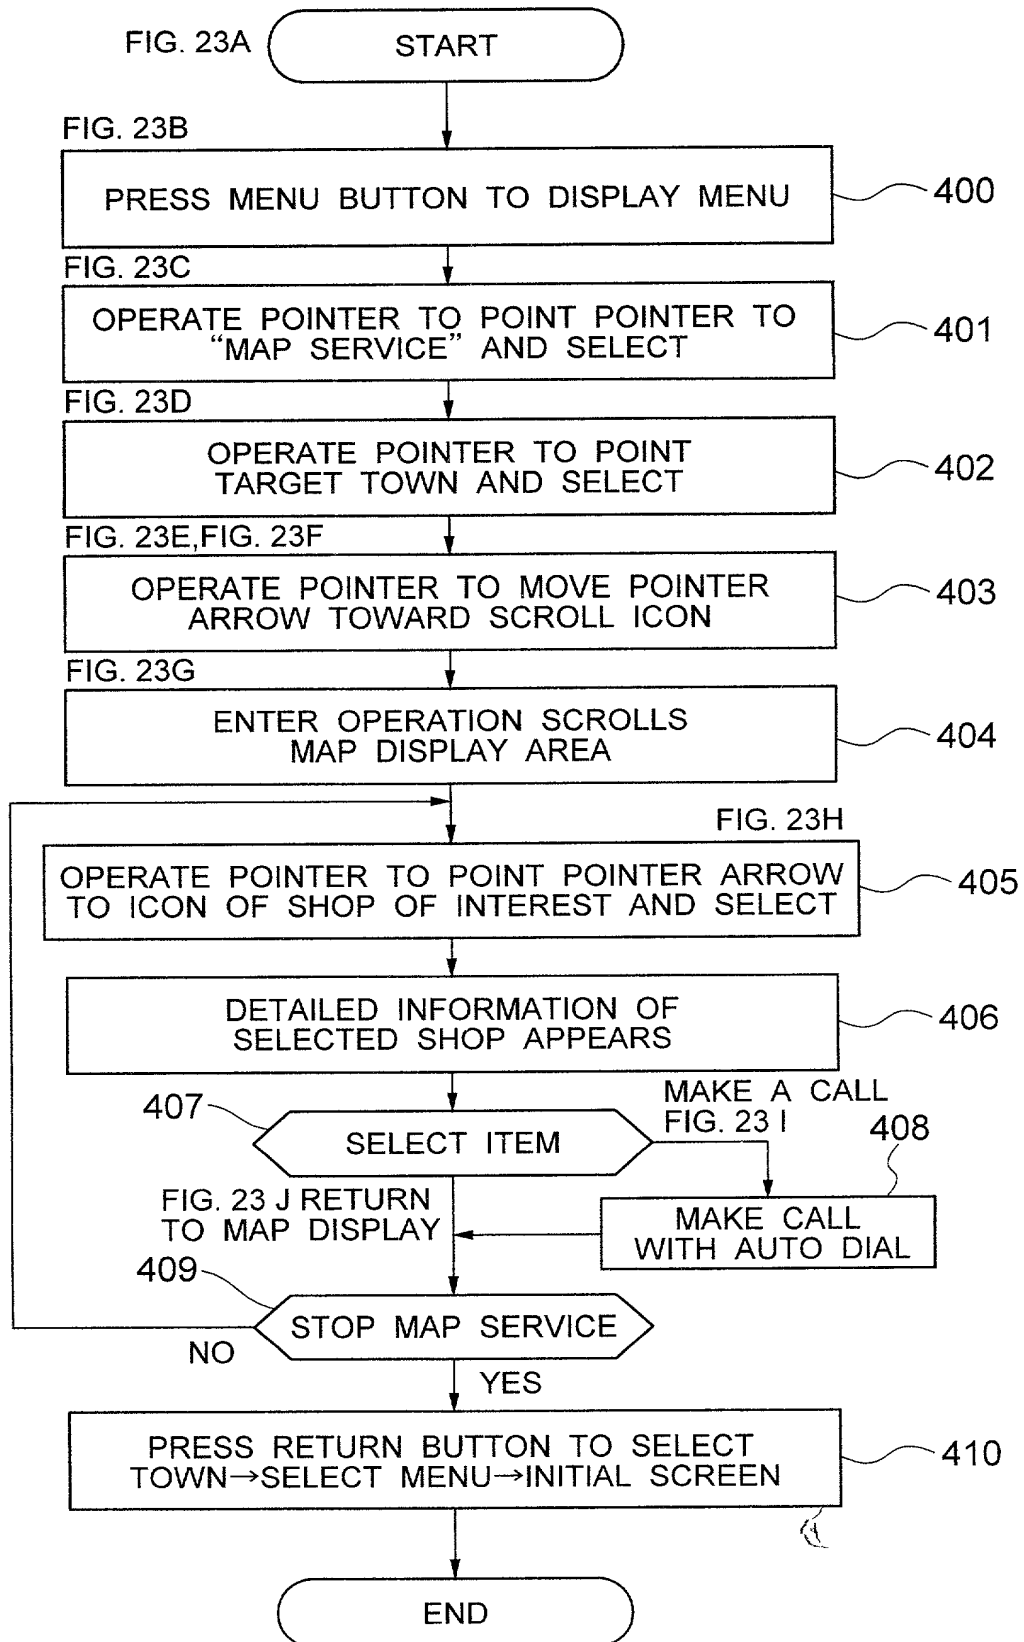 FIG. 23A
START
FIG. 23B
PRESS MENU BUTTON TO DISPLAY MENU
400
FIG. 23C
OPERATE POINTER TO POINT POINTER TO
“MAP SERVICE” AND SELECT
401
FIG. 23D
OPERATE POINTER TO POINT
TARGET TOWN AND SELECT
402
FIG. 23E,FIG. 23F
OPERATE POINTER TO MOVE POINTER
ARROW TOWARD SCROLL ICON
403
FIG. 23G
ENTER OPERATION SCROLLS
MAP DISPLAY AREA
404
FIG. 23H
OPERATE POINTER TO POINT POINTER ARROW
TO ICON OF SHOP OF INTEREST AND SELECT
405
DETAILED INFORMATION OF
SELECTED SHOP APPEARS
406
407
SELECT ITEM
MAKE A CALL
FIG. 23 I
408
MAKE CALL
WITH AUTO DIAL
FIG. 23 J RETURN
TO MAP DISPLAY
409
STOP MAP SERVICE
NO
YES
PRESS RETURN BUTTON TO SELECT
TOWN→SELECT MENU→INITIAL SCREEN
410
END